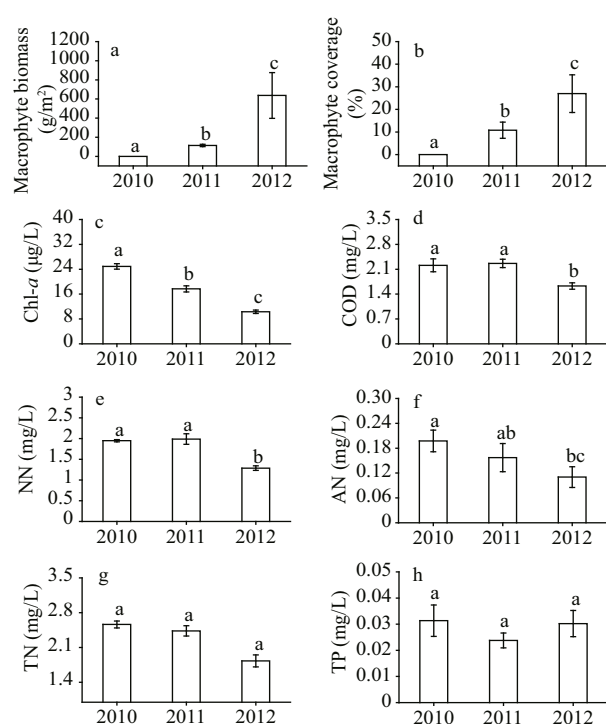 a
Macrophyte biomass
(g/m²)
1200
1000
800
600
400
200
0
a
b
c
2010 2011 2012
b
Macrophyte coverage
(%)
50
40
30
20
10
0
a
b
c
2010 2011 2012
c
Chl-a (μg/L)
40
32
24
16
8
0
a
b
c
2010 2011 2012
d
COD (mg/L)
3.5
2.8
2.1
1.4
0.7
0
a
a
b
2010 2011 2012
e
NN (mg/L)
2.5
2
1.5
1
0.5
0
a
a
b
2010 2011 2012
f
AN (mg/L)
0.30
0.24
0.18
0.12
0.06
0
a
ab
bc
2010 2011 2012
g
TN (mg/L)
3.5
2.8
2.1
1.4
a
a
a
2010 2011 2012
h
TP (mg/L)
0.05
0.04
0.03
0.02
0.01
0
a
a
a
2010 2011 2012